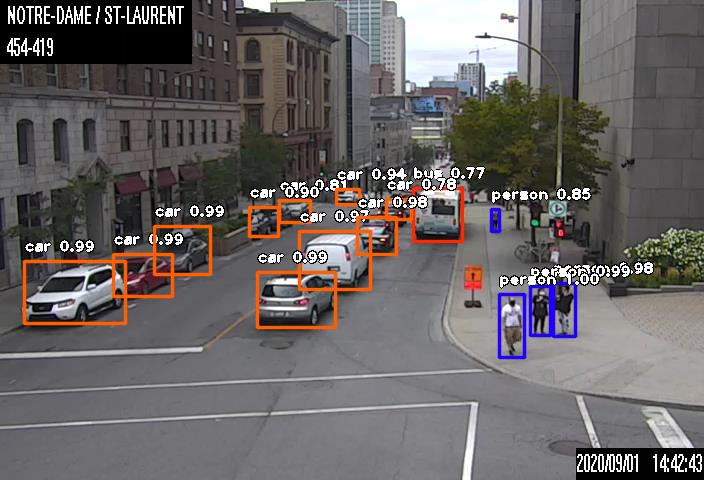 NOTRE-DAME / ST-LAURENT
454-419
car 0.94
bus 0.77
car 0.81
car 0.90
car 0.78
person 0.85
car 0.99
car 0.98
car 0.97
car 0.99
car 0.99
car 0.99
person 1.00
2020/09/01 14:42:43